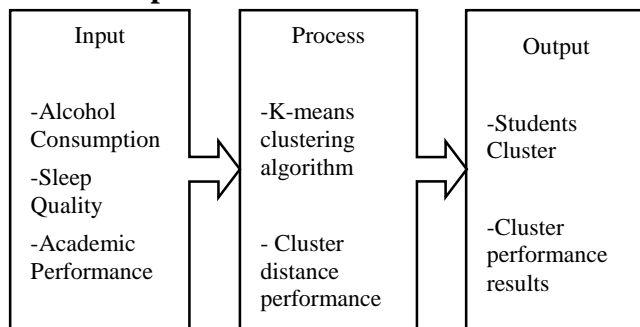 Input
-Alcohol
Consumption
-Sleep
Quality
-Academic
Performance
Process
-K-means
clustering
algorithm
- Cluster
distance
performance
Output
-Students
Cluster
-Cluster
performance
results